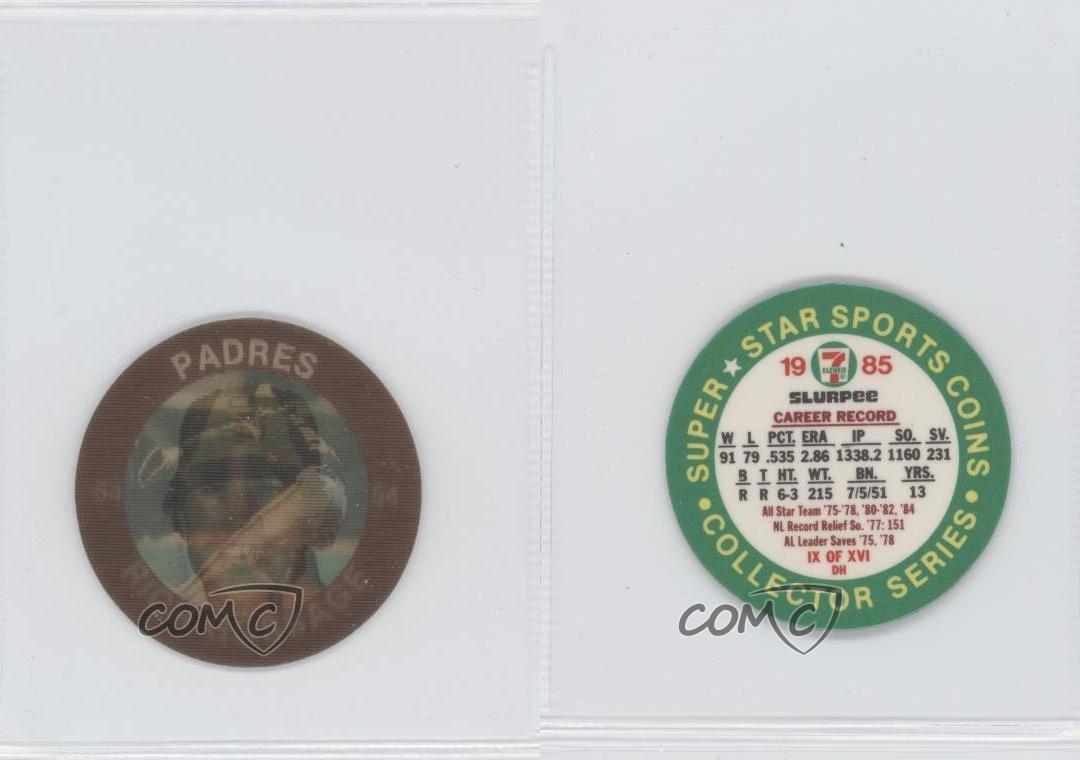 PADRES
54 54
COMC
SUPER ★ STAR SPORTS COINS
• COLLECTOR SERIES •
19 7 ELEVEN 85
SLURPEE
CAREER RECORD
W L PCT. ERA IP SO. SV.
91 79 .535 2.86 1338.2 1160 231
B T HT. WT. BN. YRS.
R R 6-3 215 7/5/51 13
All Star Team '75-'78, '80-'82, '84
NL Record Relief So. '77: 151
AL Leader Saves '75, '78
IX OF XVI
DH
COMC